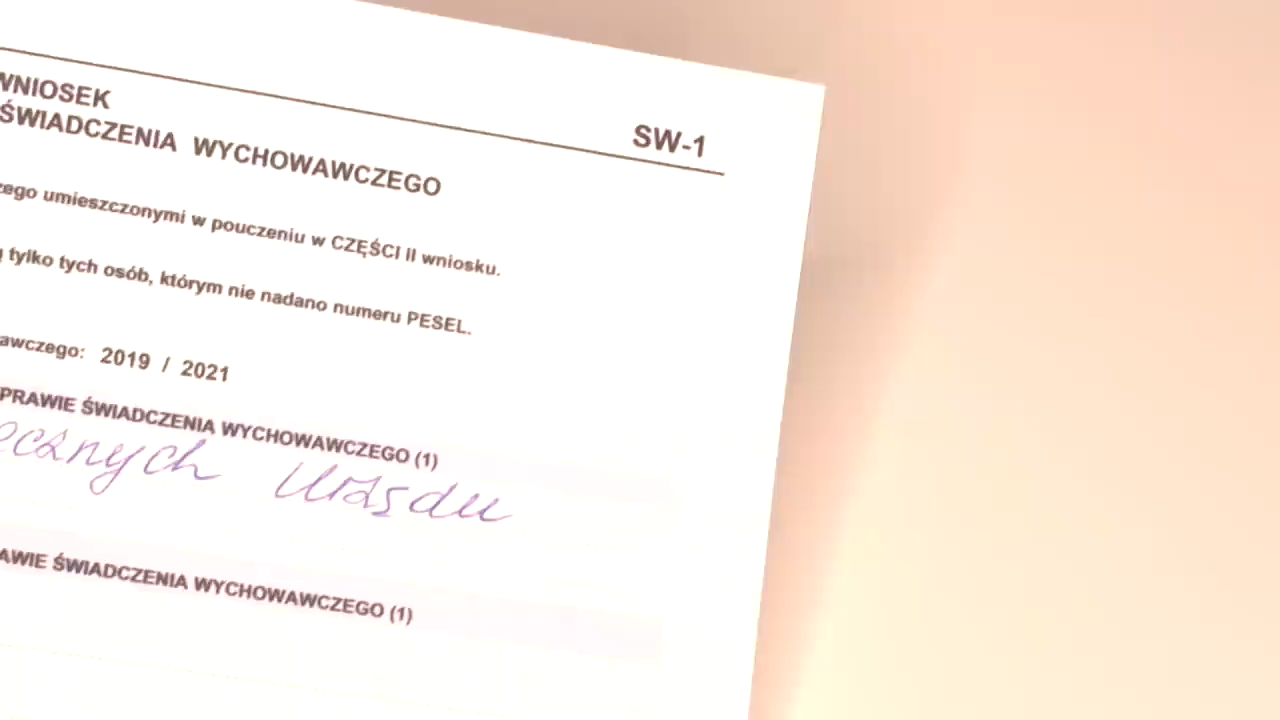 WNIOSEK
SW-1
ŚWIADCZENIA WYCHOWAWCZEGO
zego umieszczonymi w pouczeniu w CZĘŚCI II wniosku.
ą tylko tych osób, którym nie nadano numeru PESEL.
awczego: 2019 / 2021
PRAWIE ŚWIADCZENIA WYCHOWAWCZEGO (1)
ecznych Urzędu
AWIE ŚWIADCZENIA WYCHOWAWCZEGO (1)